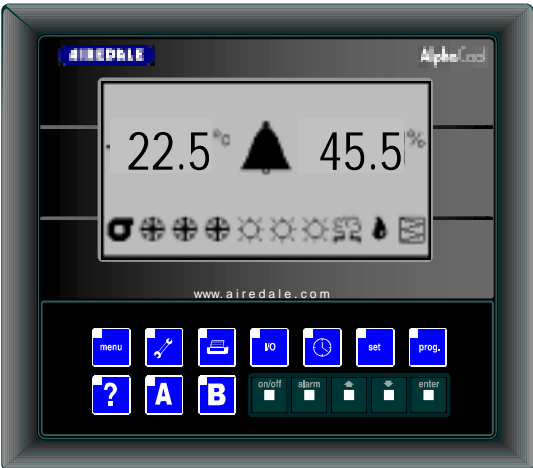 AIREDALE
AlphaCool
22.5°C
45.5%
www.airedale.com
menu
I/O
set
prog.
?
A
B
on/off
alarm
enter